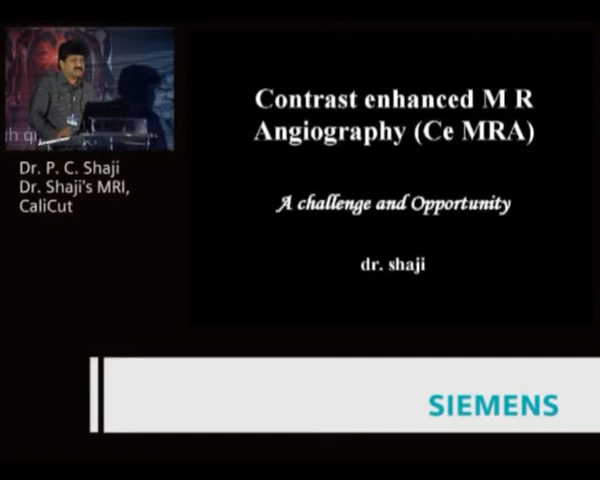 Contrast enhanced M R
Angiography (Ce MRA)
A challenge and Opportunity
dr. shaji
Dr. P. C. Shaji
Dr. Shaji's MRI,
CaliCut
SIEMENS